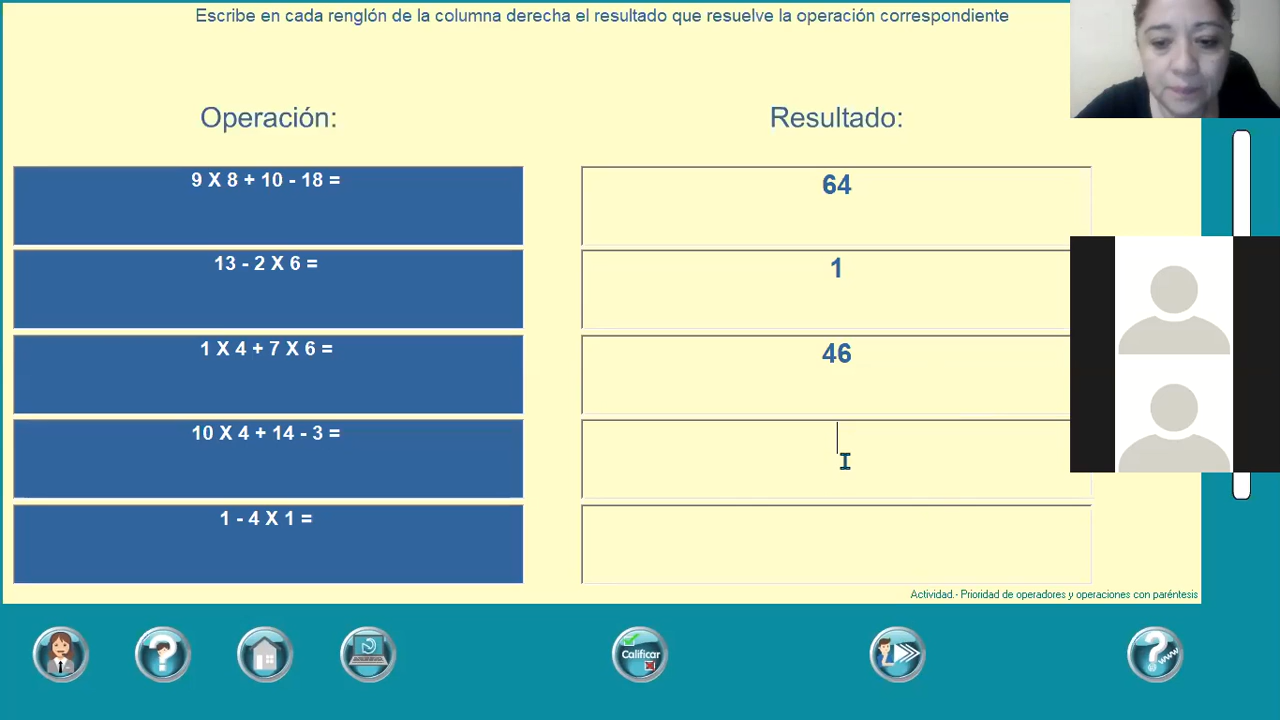 Escribe en cada renglón de la columna derecha el resultado que resuelve la operación correspondiente
Operación:
Resultado:
9 X 8 + 10 - 18 =
64
13 - 2 X 6 =
1
1 X 4 + 7 X 6 =
46
10 X 4 + 14 - 3 =
1 - 4 X 1 =
Actividad.- Prioridad de operadores y operaciones con paréntesis
Calificar
? www